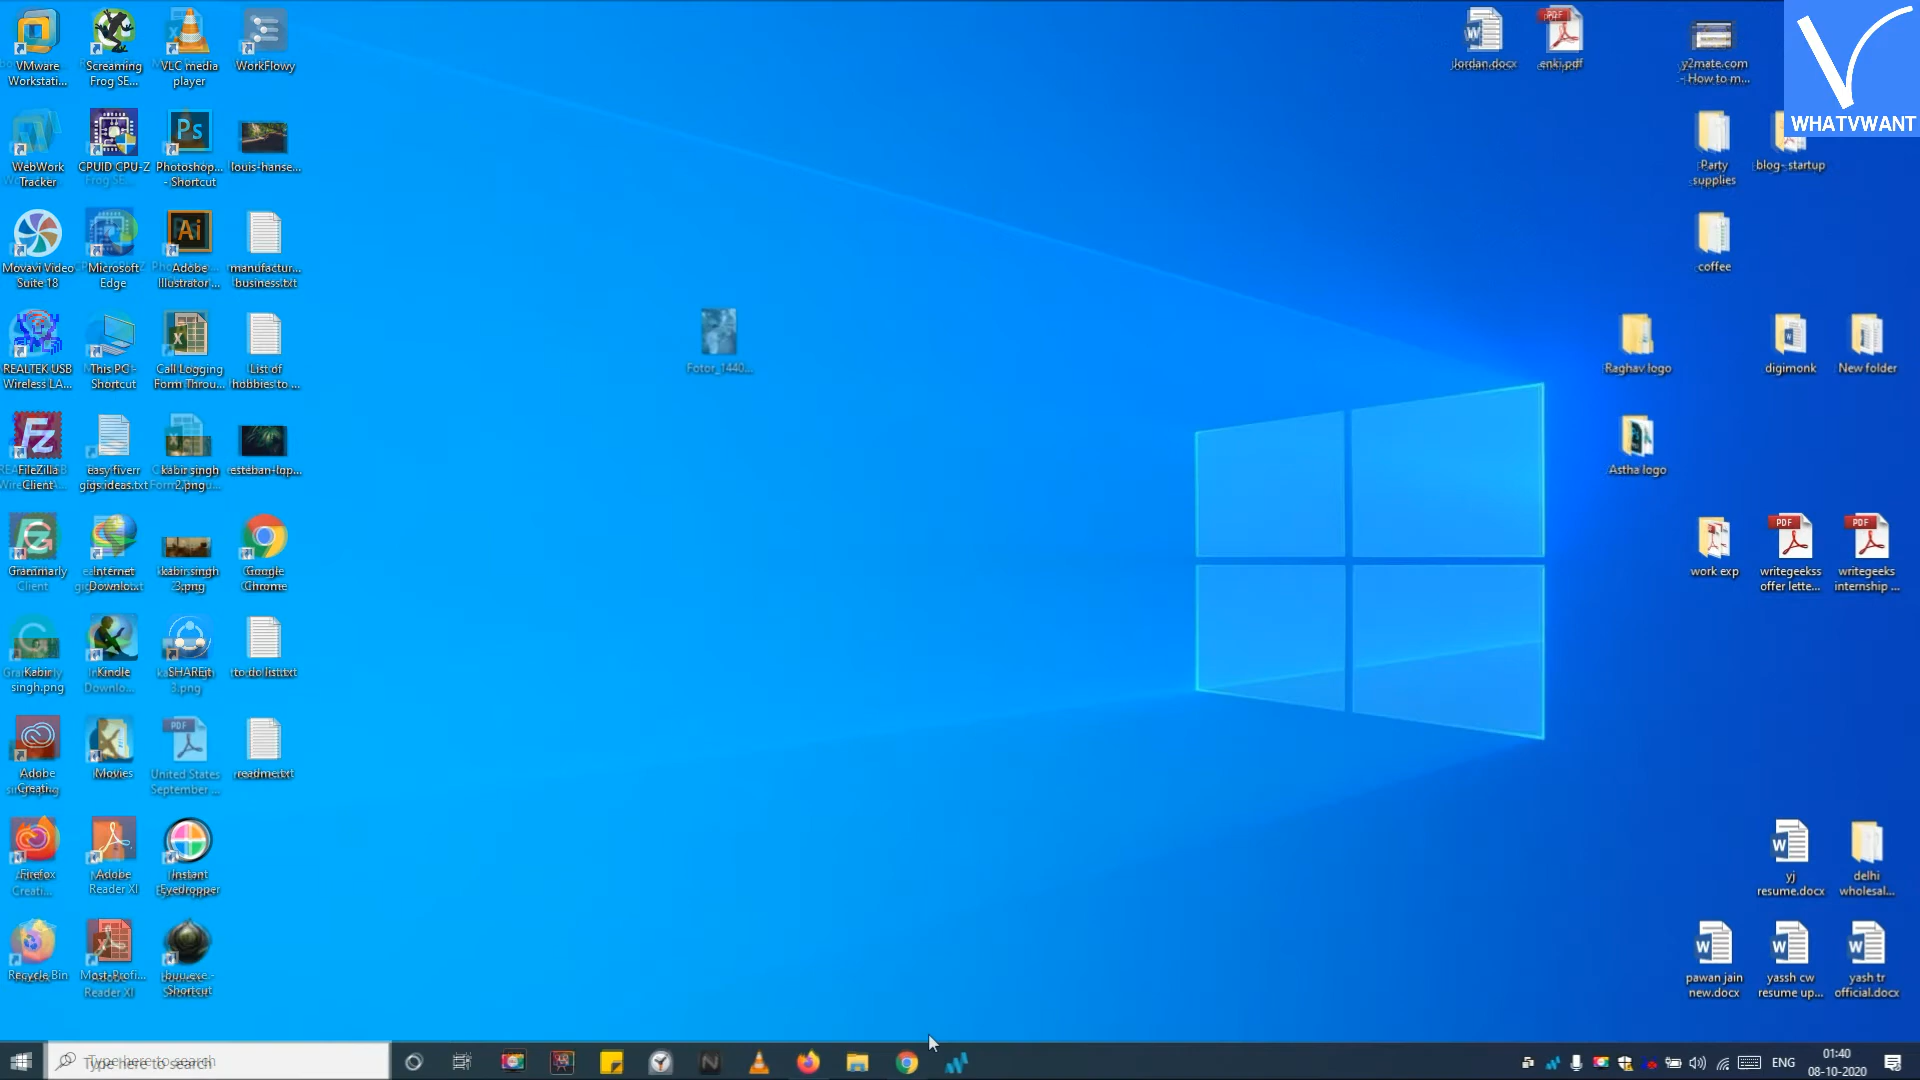 VMware
Workstati...
Screaming
Frog SE...
VLC media
player
WorkFlowy
Jordan.docx
enki.pdf
y2mate.com
- How to m...
WHATVWANT
WebWork
Tracker
CPUID CPU-Z
Photoshop...
- Shortcut
louis-hanse...
Party
supplies
blog- startup
Movavi Video
Suite 18
Microsoft
Edge
Adobe
Illustrator ...
manufactur...
business.txt
coffee
REALTEK USB
Wireless LA...
This PC -
Shortcut
Call Logging
Form Throu...
List of
hobbies to ...
Fotor_1440...
Raghav logo
digimonk
New folder
FileZilla
Client
easy fiverr
gigs ideas.txt
kabir singh
2.png
esteban-lop...
Astha logo
Grammarly
Internet
Downlo...
kabir singh
3.png
Google
Chrome
work exp
writegeekss
offer lette...
writegeeks
internship ...
Kabir
singh.png
Kindle
SHAREit
to do list.txt
Adobe
Creati...
Movies
United States
September ...
readme.txt
Firefox
Adobe
Reader XI
Instant
Eyedropper
yj
resume.docx
delhi
wholesal...
Recycle Bin
Most-Profi...
Shortcut
pawan jain
new.docx
yassh cw
resume up...
yash tr
official.docx
Type here to search
ENG
01:40
08-10-2020